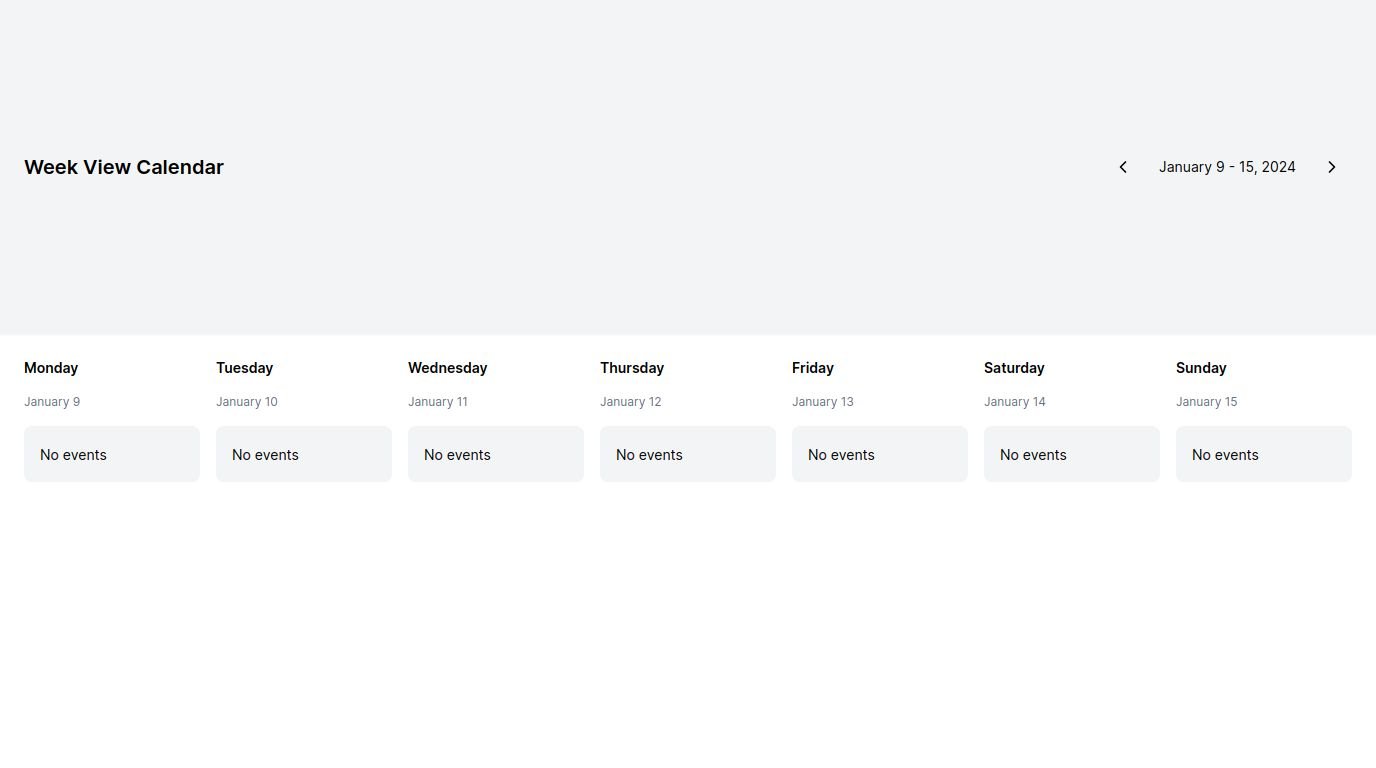 Week View Calendar
January 9 - 15, 2024
Monday
Tuesday
Wednesday
Thursday
Friday
Saturday
Sunday
January 9
January 10
January 11
January 12
January 13
January 14
January 15
No events
No events
No events
No events
No events
No events
No events